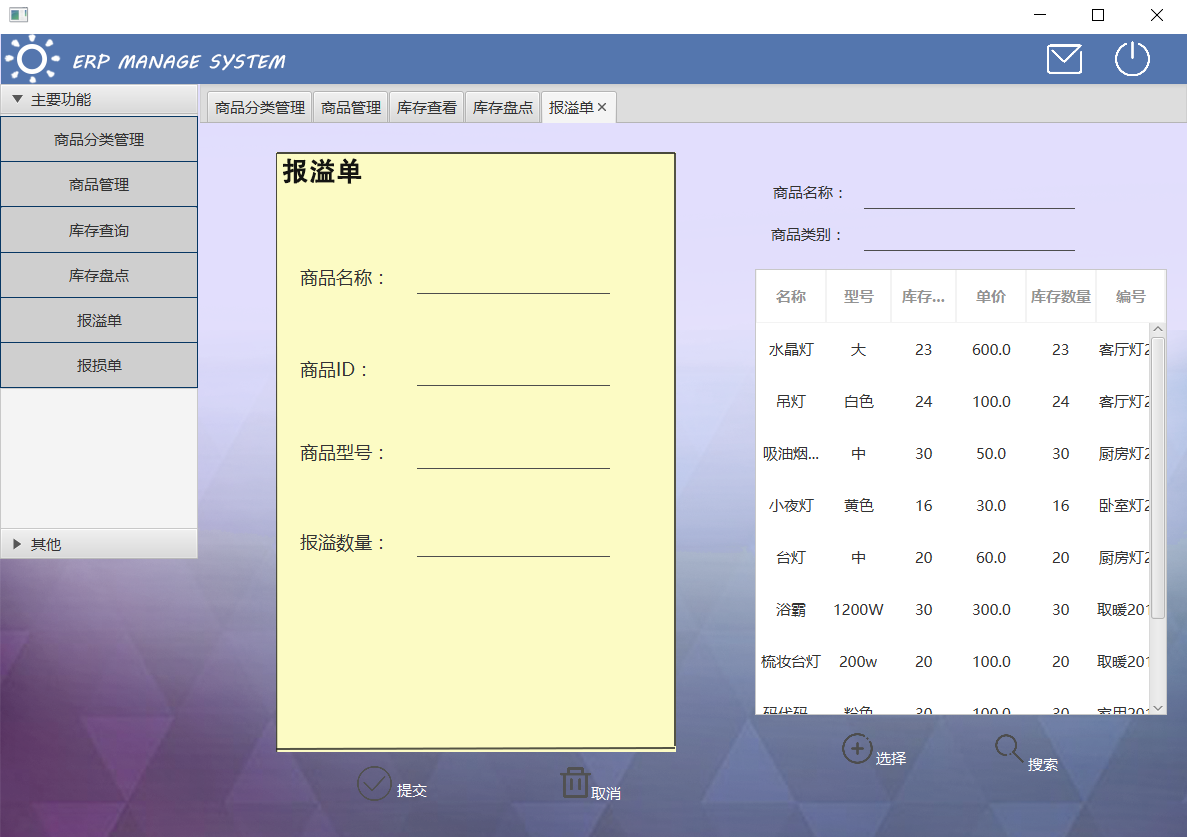 ERP MANAGE SYSTEM
主要功能
商品分类管理
商品管理
库存查询
库存盘点
报溢单
报损单
其他
商品分类管理 商品管理 库存查看 库存盘点 报溢单
报溢单
商品名称：
商品ID：
商品型号：
报溢数量：
提交 取消
商品名称：
商品类别：
名称 型号 库存... 单价 库存数量 编号
水晶灯 大 23 600.0 23 客厅灯2
吊灯 白色 24 100.0 24 客厅灯2
吸油烟... 中 30 50.0 30 厨房灯2
小夜灯 黄色 16 30.0 16 卧室灯2
台灯 中 20 60.0 20 厨房灯2
浴霸 1200W 30 300.0 30 取暖201
梳妆台灯 200w 20 100.0 20 取暖201
码代码 粉色 30 100.0 30 家用201
选择 搜索